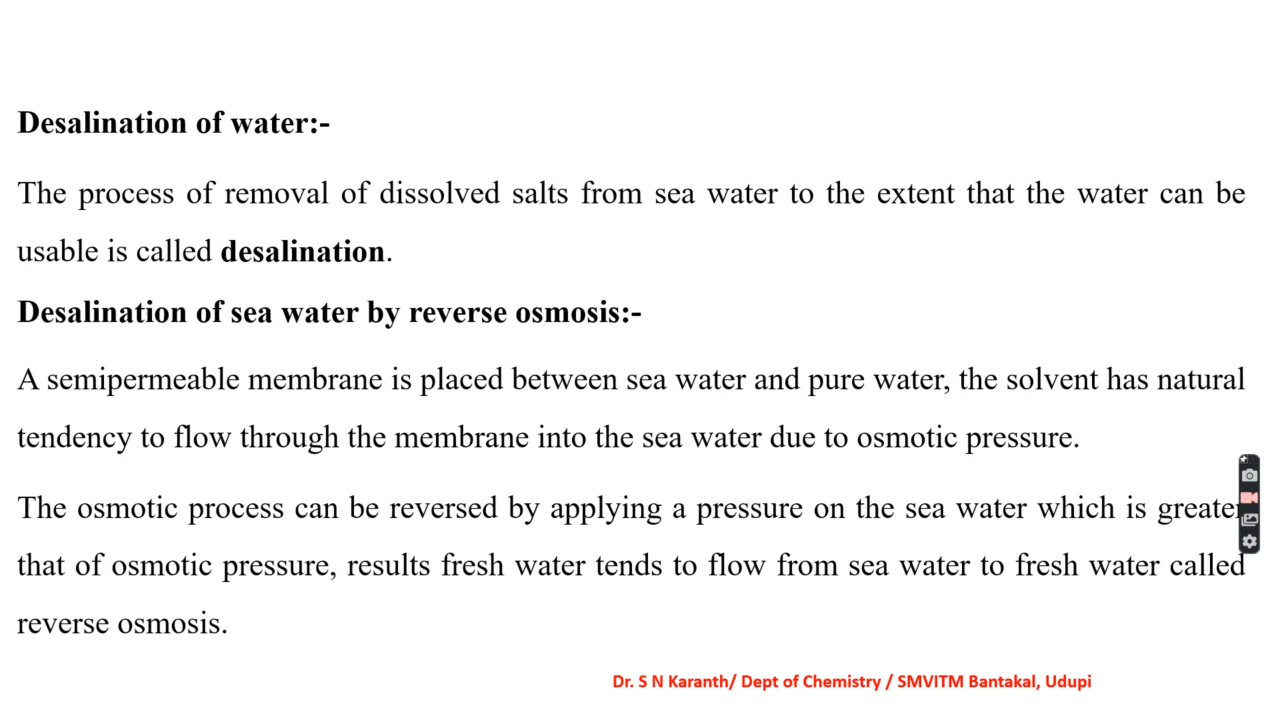 Desalination of water:-
The process of removal of dissolved salts from sea water to the extent that the water can be
usable is called desalination.
Desalination of sea water by reverse osmosis:-
A semipermeable membrane is placed between sea water and pure water, the solvent has natural
tendency to flow through the membrane into the sea water due to osmotic pressure.
The osmotic process can be reversed by applying a pressure on the sea water which is greater
that of osmotic pressure, results fresh water tends to flow from sea water to fresh water called
reverse osmosis.
Dr. S N Karanth/ Dept of Chemistry / SMVITM Bantakal, Udupi